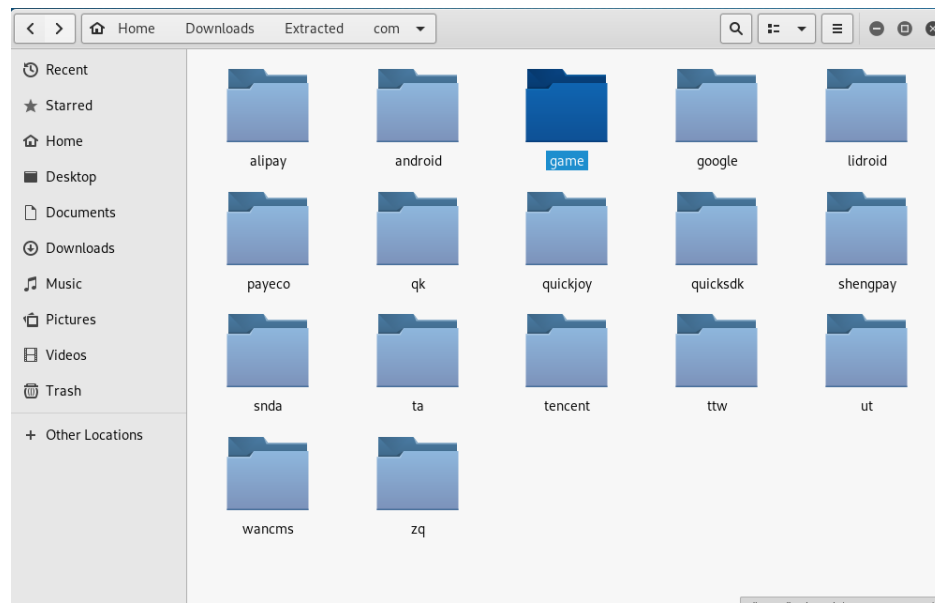 Home Downloads Extracted com
Recent
Starred
Home
Desktop
Documents
Downloads
Music
Pictures
Videos
Trash
+ Other Locations
alipay android game google lidroid
payeco qk quickjoy quicksdk shengpay
snda ta tencent ttw ut
wancms zq